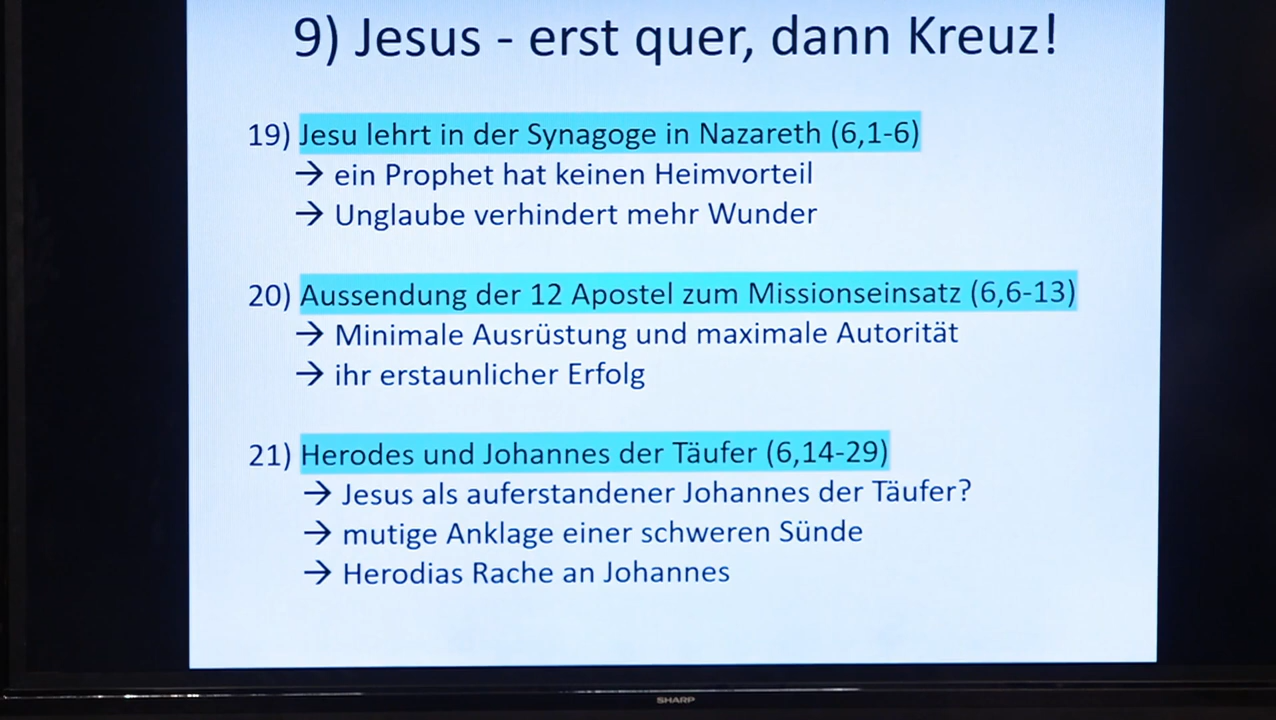 9) Jesus - erst quer, dann Kreuz!
19) Jesu lehrt in der Synagoge in Nazareth (6,1-6)
→ ein Prophet hat keinen Heimvorteil
→ Unglaube verhindert mehr Wunder
20) Aussendung der 12 Apostel zum Missionseinsatz (6,6-13)
→ Minimale Ausrüstung und maximale Autorität
→ ihr erstaunlicher Erfolg
21) Herodes und Johannes der Täufer (6,14-29)
→ Jesus als auferstandener Johannes der Täufer?
→ mutige Anklage einer schweren Sünde
→ Herodias Rache an Johannes
SHARP